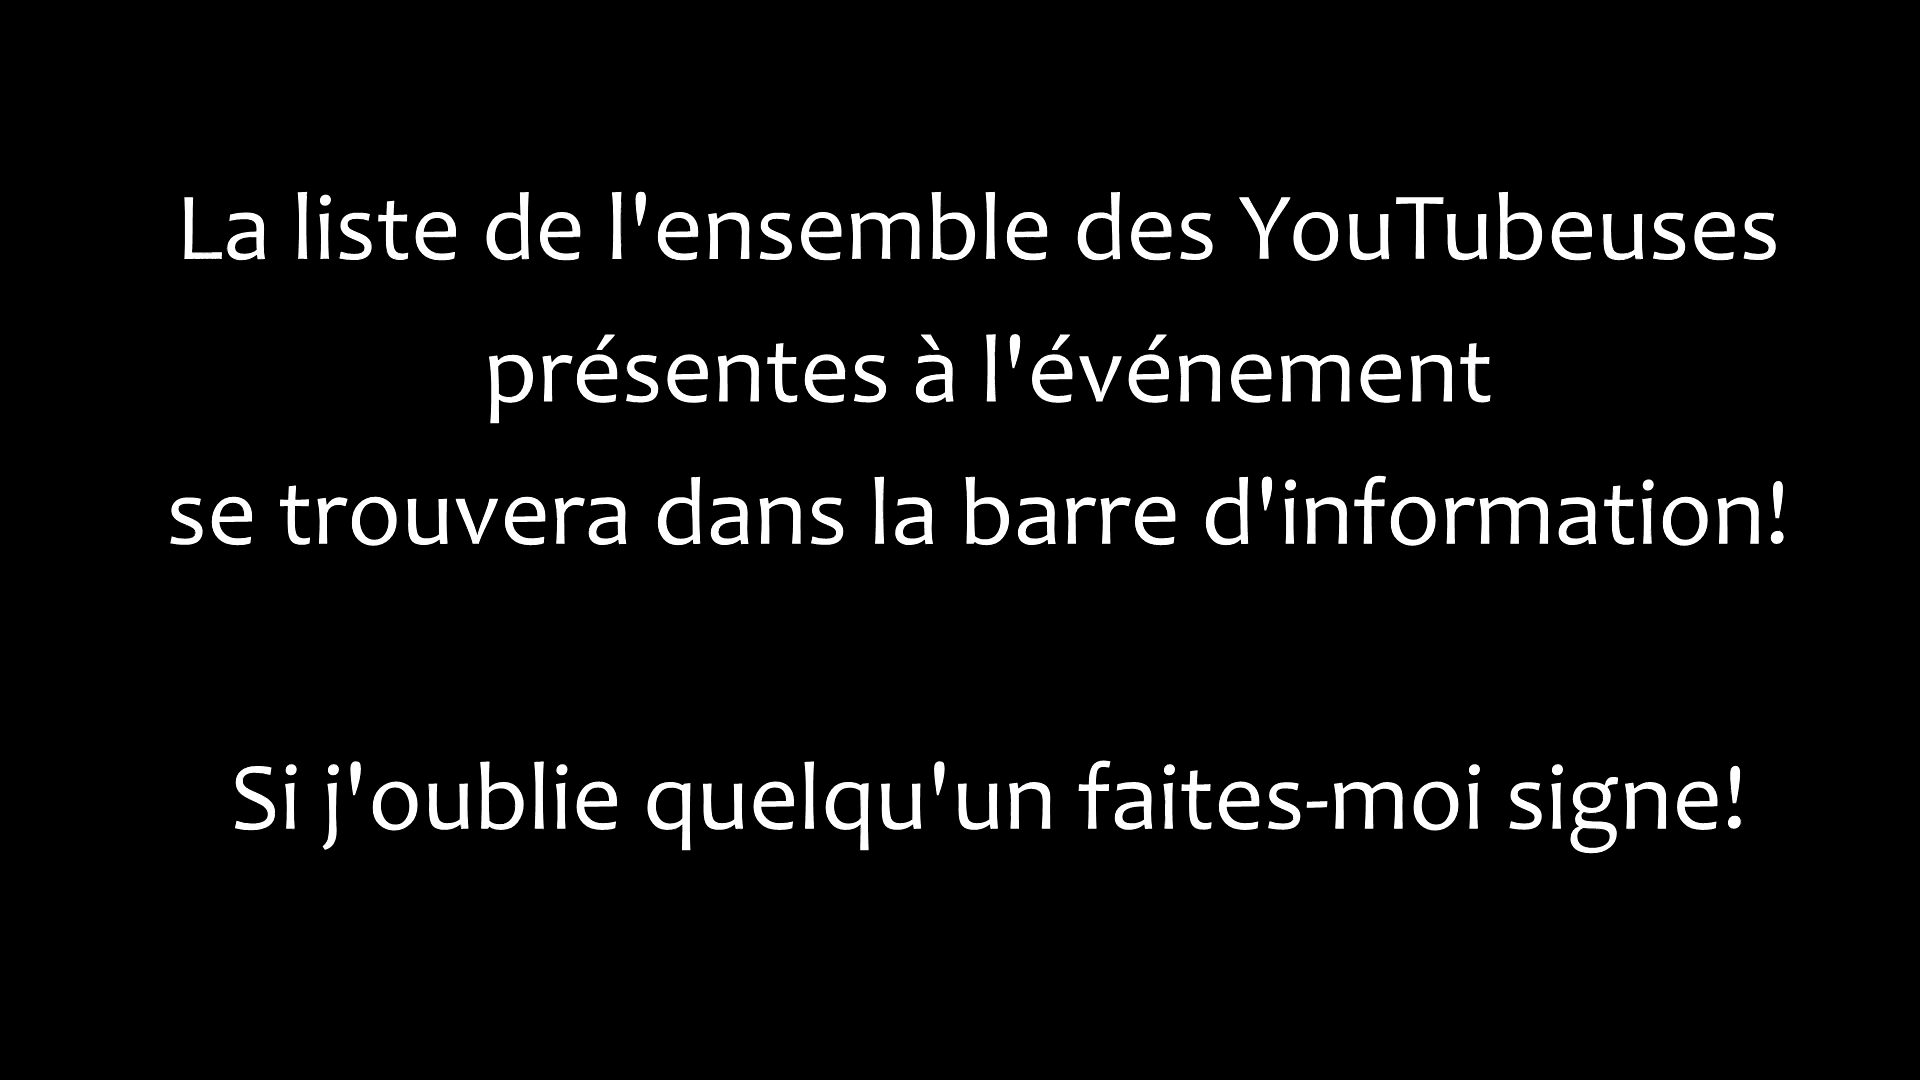 La liste de l'ensemble des YouTubeuses
présentes à l'événement
se trouvera dans la barre d'information!
Si j'oublie quelqu'un faites-moi signe!